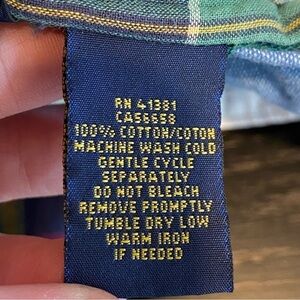 RN 41381
CA56658
100% COTTON/COTON
MACHINE WASH COLD
GENTLE CYCLE
SEPARATELY
DO NOT BLEACH
REMOVE PROMPTLY
TUMBLE DRY LOW
WARM IRON
IF NEEDED